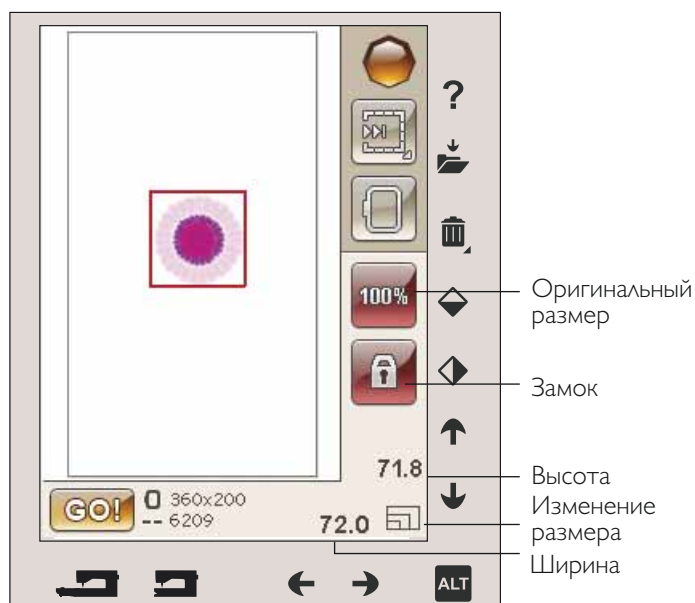 ?
100%
Оригинальный
размер
Замок
71.8
Высота
Изменение
размера
Ширина
GO!
360x200
-- 6209
72.0
ALT